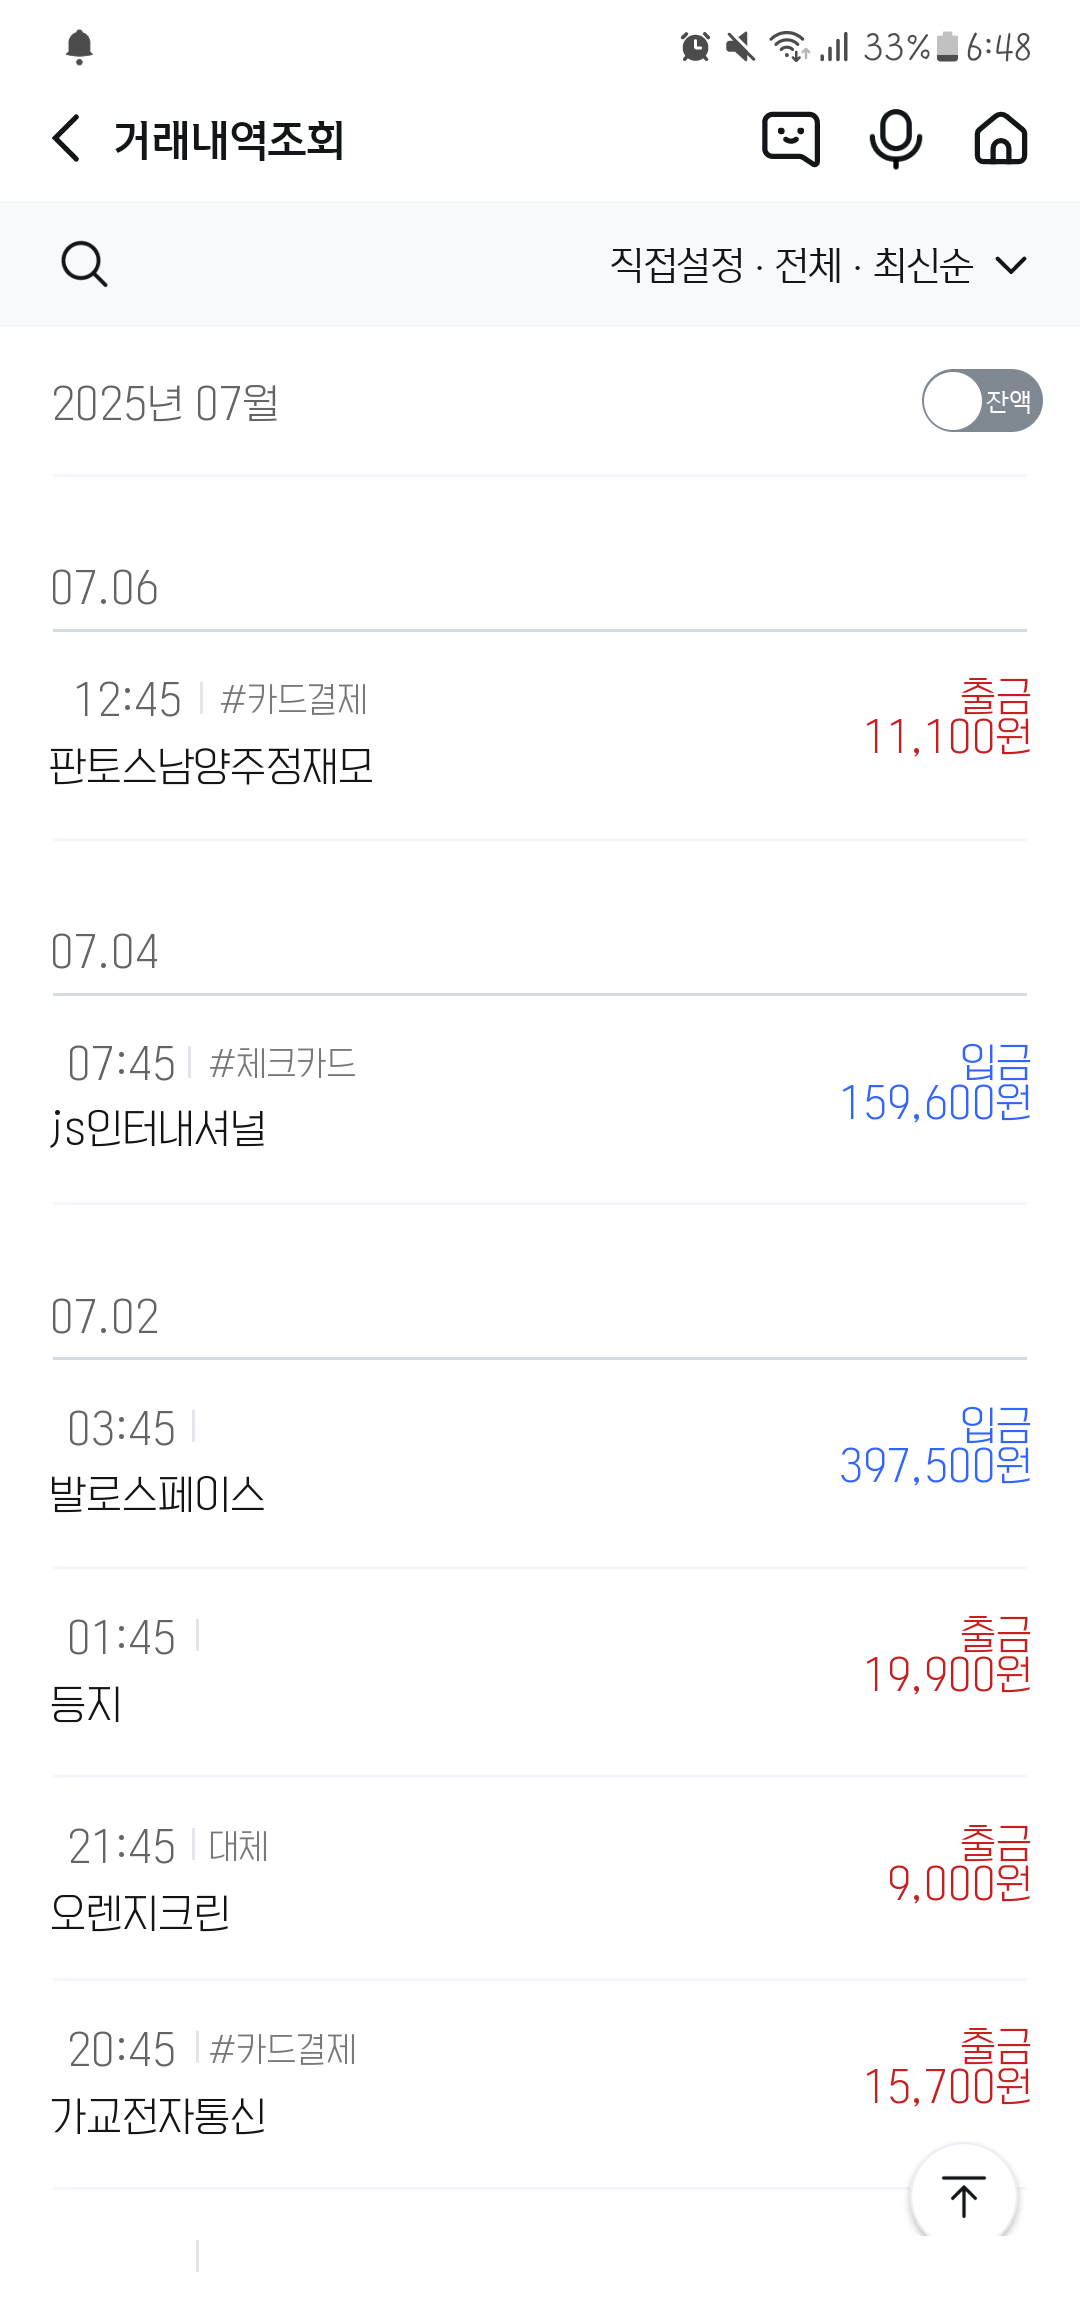 33% 6:48
거래내역조회
직접설정 · 전체 · 최신순
2025년 07월
잔액
07.06
12:45 #카드결제
출금
11,100원
판토스남양주정재모
07.04
07:45 #체크카드
입금
159,600원
js인터내셔널
07.02
03:45
입금
397,500원
발로스페이스
01:45
출금
19,900원
등지
21:45 대체
출금
9,000원
오렌지크린
20:45 #카드결제
출금
15,700원
가교전자통신